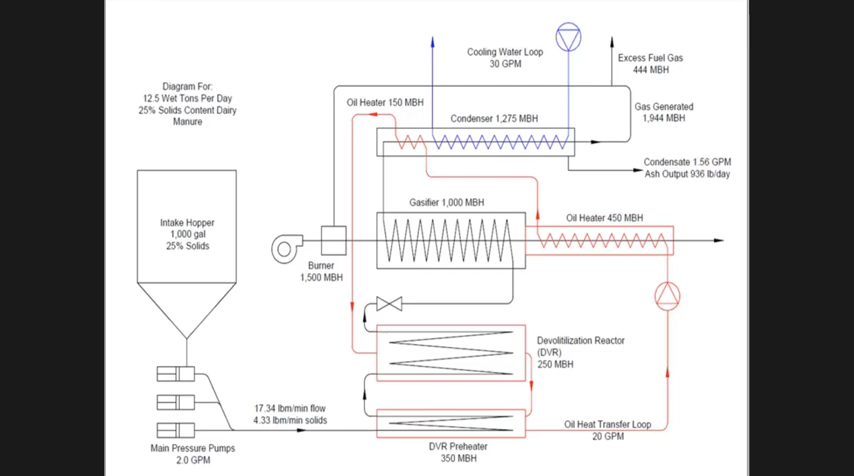 Cooling Water Loop
30 GPM
Excess Fuel Gas
444 MBH
Diagram For:
12.5 Wet Tons Per Day
25% Solids Content Dairy
Manure
Oil Heater 150 MBH
Condenser 1,275 MBH
Gas Generated
1,944 MBH
Condensate 1.56 GPM
Ash Output 936 lb/day
Gasifier 1,000 MBH
Intake Hopper
1,000 gal
25% Solids
Oil Heater 450 MBH
Burner
1,500 MBH
Devolitilization Reactor
(DVR)
250 MBH
17.34 lbm/min flow
4.33 lbm/min solids
Oil Heat Transfer Loop
20 GPM
Main Pressure Pumps
2.0 GPM
DVR Preheater
350 MBH